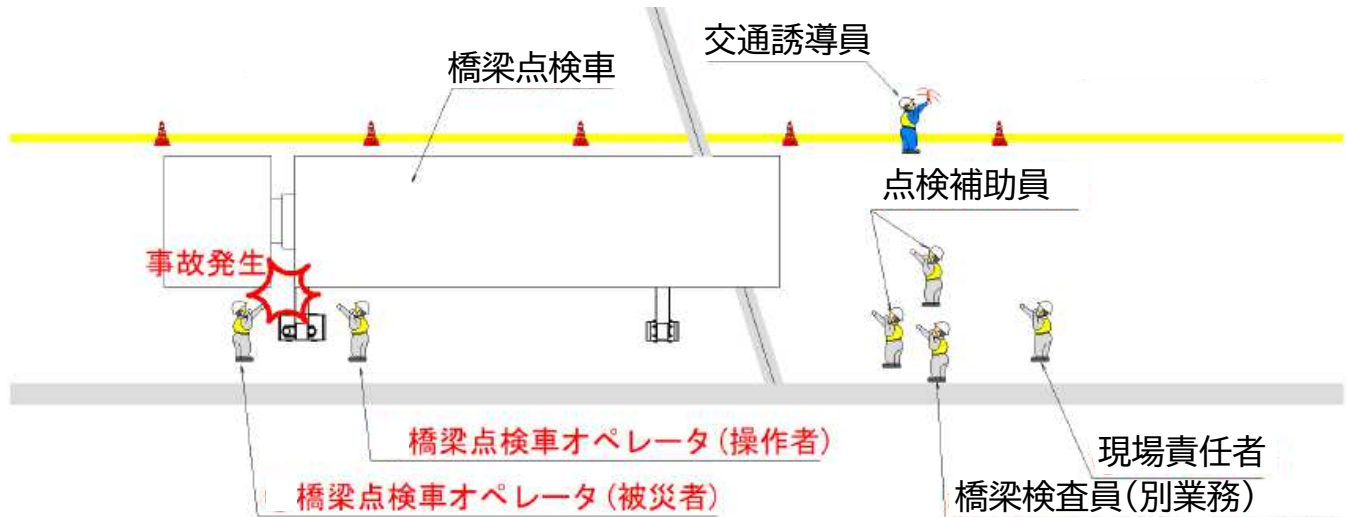 交通誘導員
橋梁点検車
点検補助員
事故発生
橋梁点検車オペレータ(操作者)
現場責任者
橋梁点検車オペレータ(被災者)
橋梁検査員(別業務)